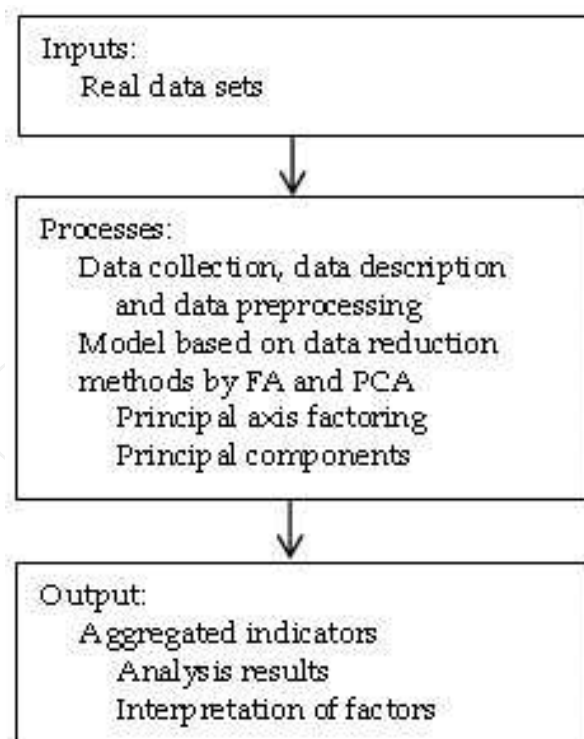 Inputs:
Real data sets
Processes:
Data collection, data description
and data preprocessing
Model based on data reduction
methods by FA and PCA
Principal axis factoring
Principal components
Output:
Aggregated indicators
Analysis results
Interpretation of factors